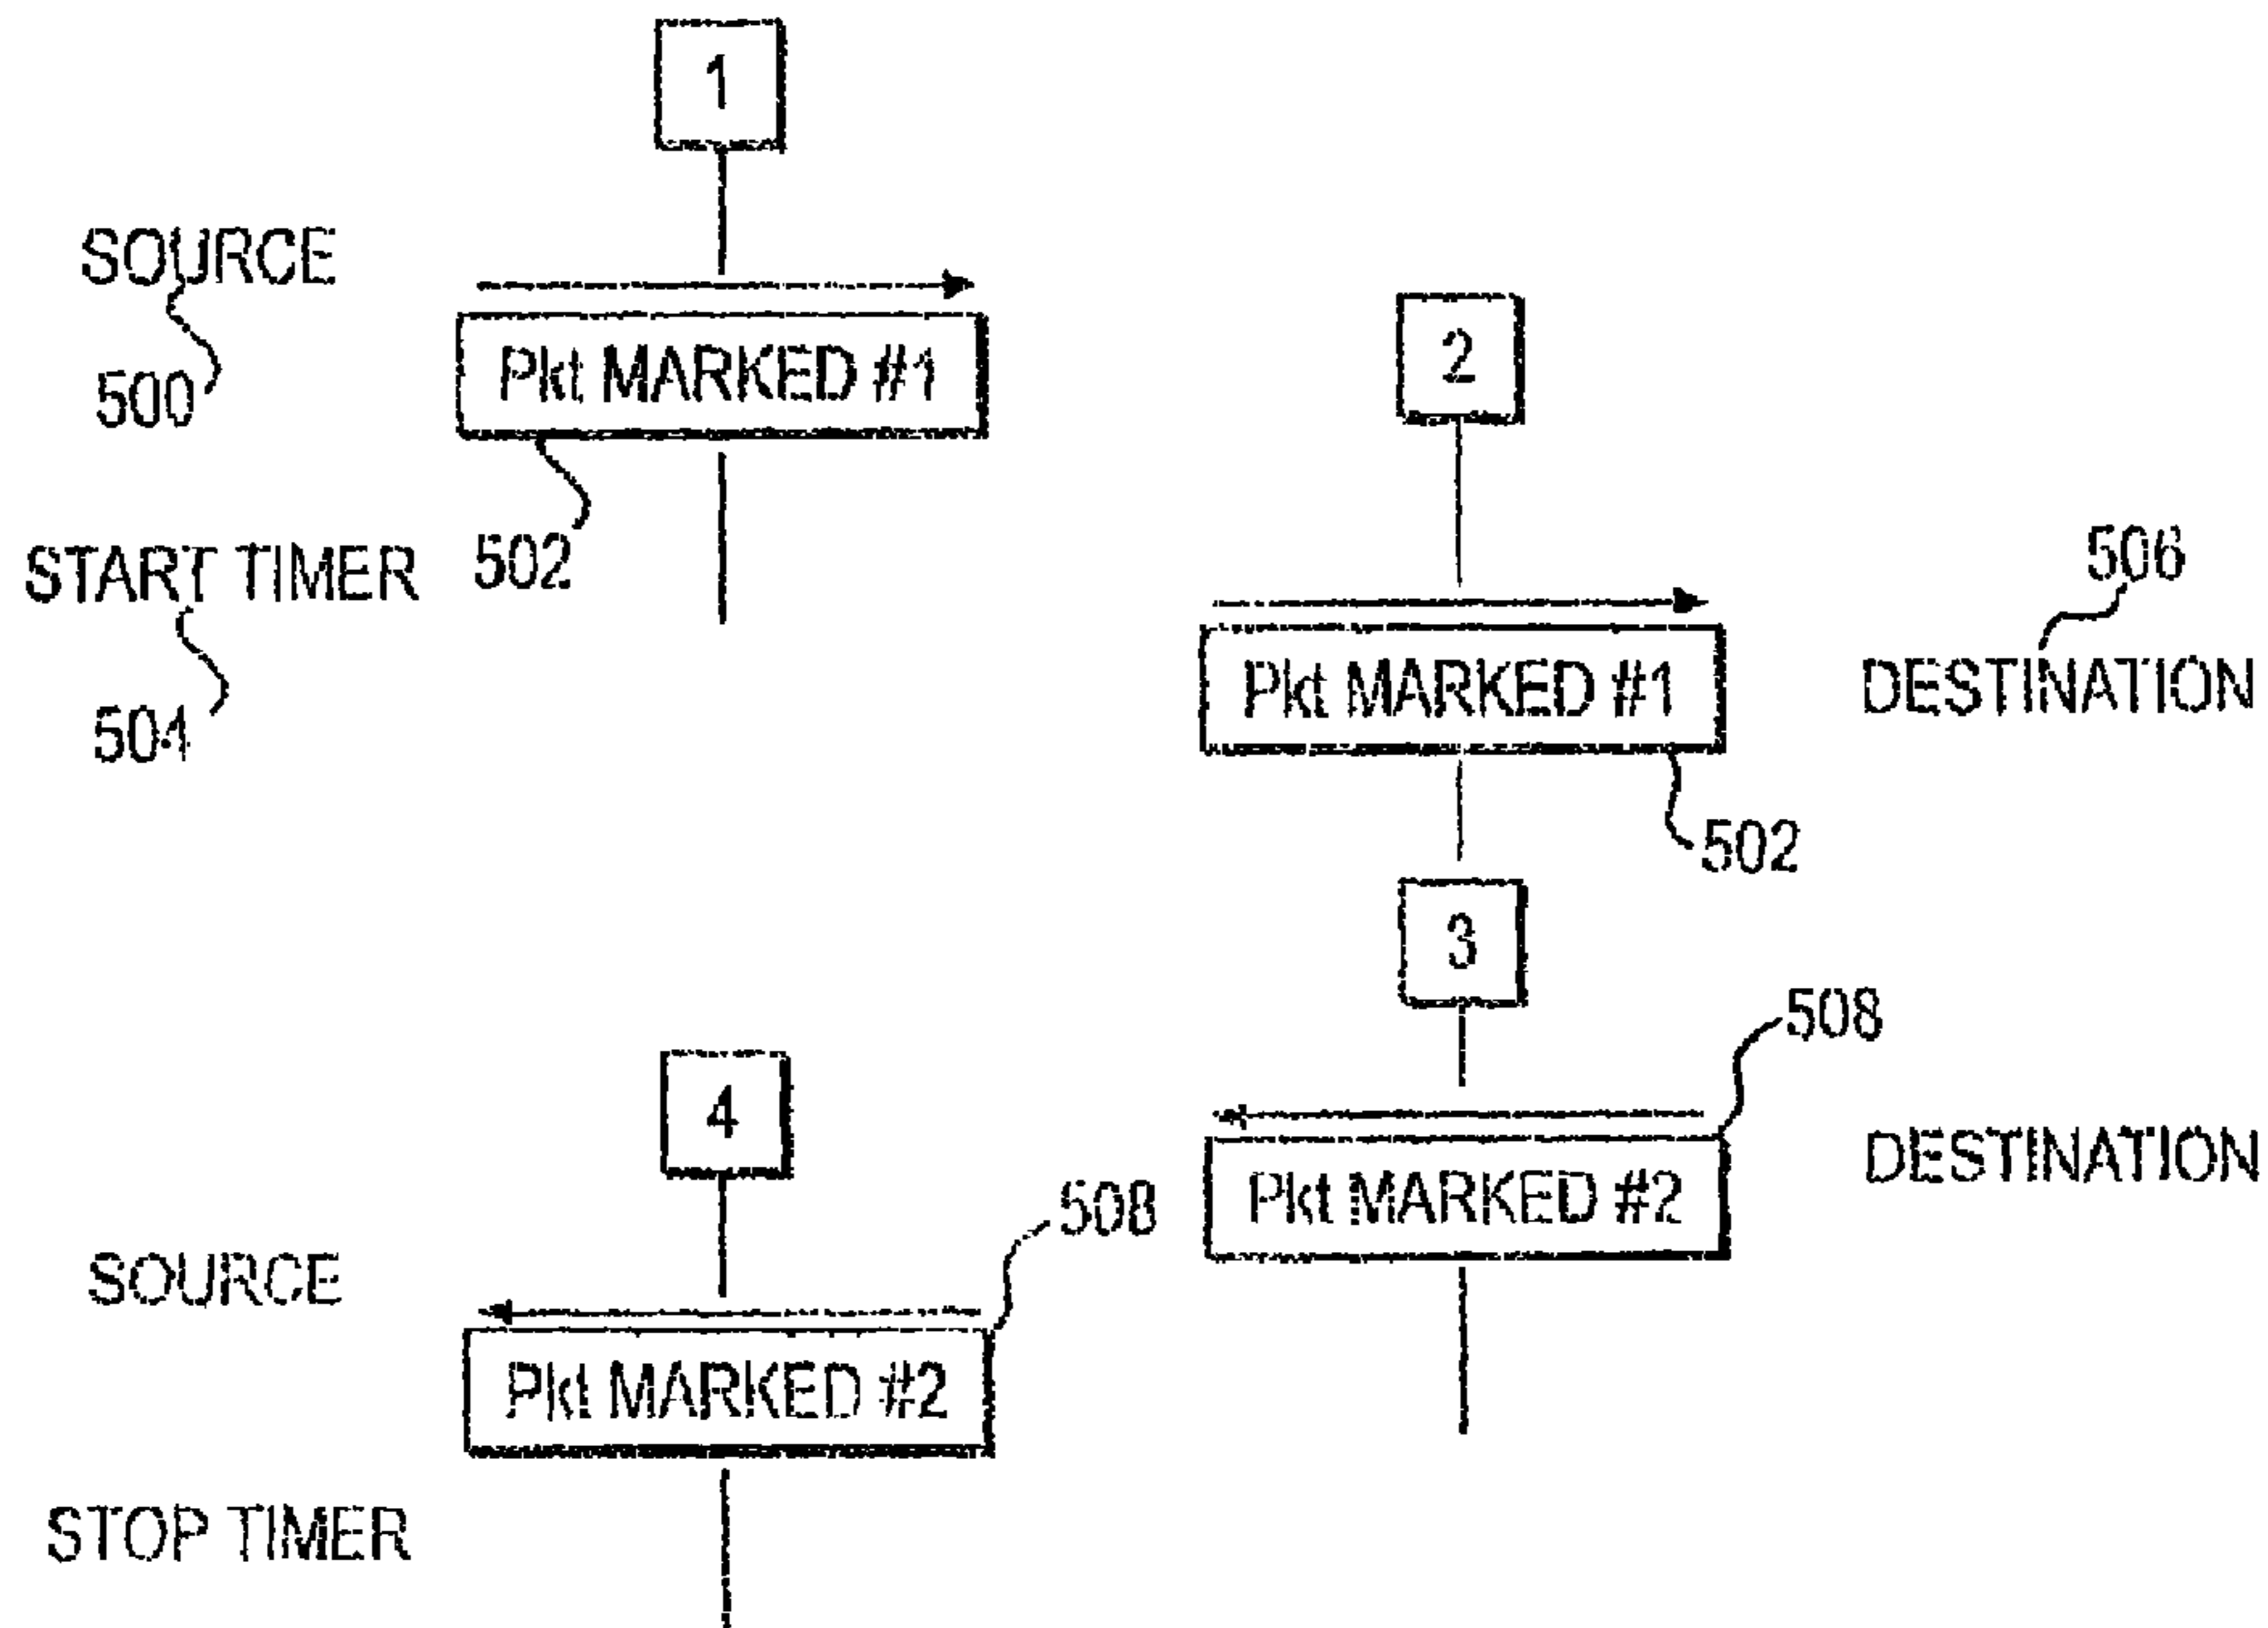 1
SOURCE
500
Pkt MARKED #1
502
START TIMER
504
2
506
Pkt MARKED #1
DESTINATION
502
3
508
Pkt MARKED #2
DESTINATION
4
508
SOURCE
Pkt MARKED #2
STOP TIMER